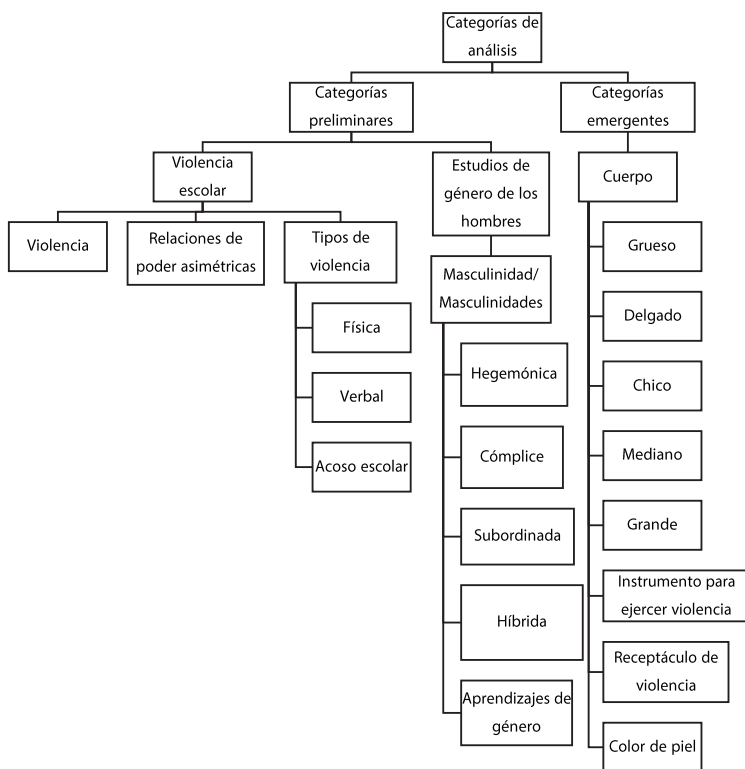 Categorías de
análisis
Categorías
preliminares
Categorías
emergentes
Violencia
escolar
Estudios de
género de los
hombres
Cuerpo
Violencia
Relaciones de
poder asimétricas
Tipos de
violencia
Física
Verbal
Acoso escolar
Masculinidad/
Masculinidades
Hegemónica
Cómplice
Subordinada
Híbrida
Aprendizajes de
género
Grueso
Delgado
Chico
Mediano
Grande
Instrumento para
ejercer violencia
Receptáculo de
violencia
Color de piel